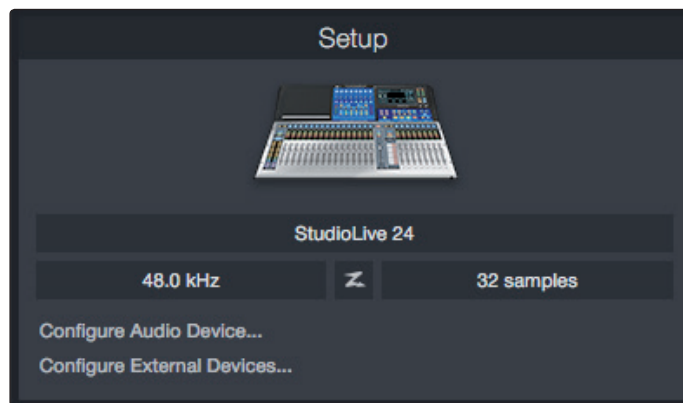 Setup
StudioLive 24
48.0 kHz
32 samples
Configure Audio Device...
Configure External Devices...